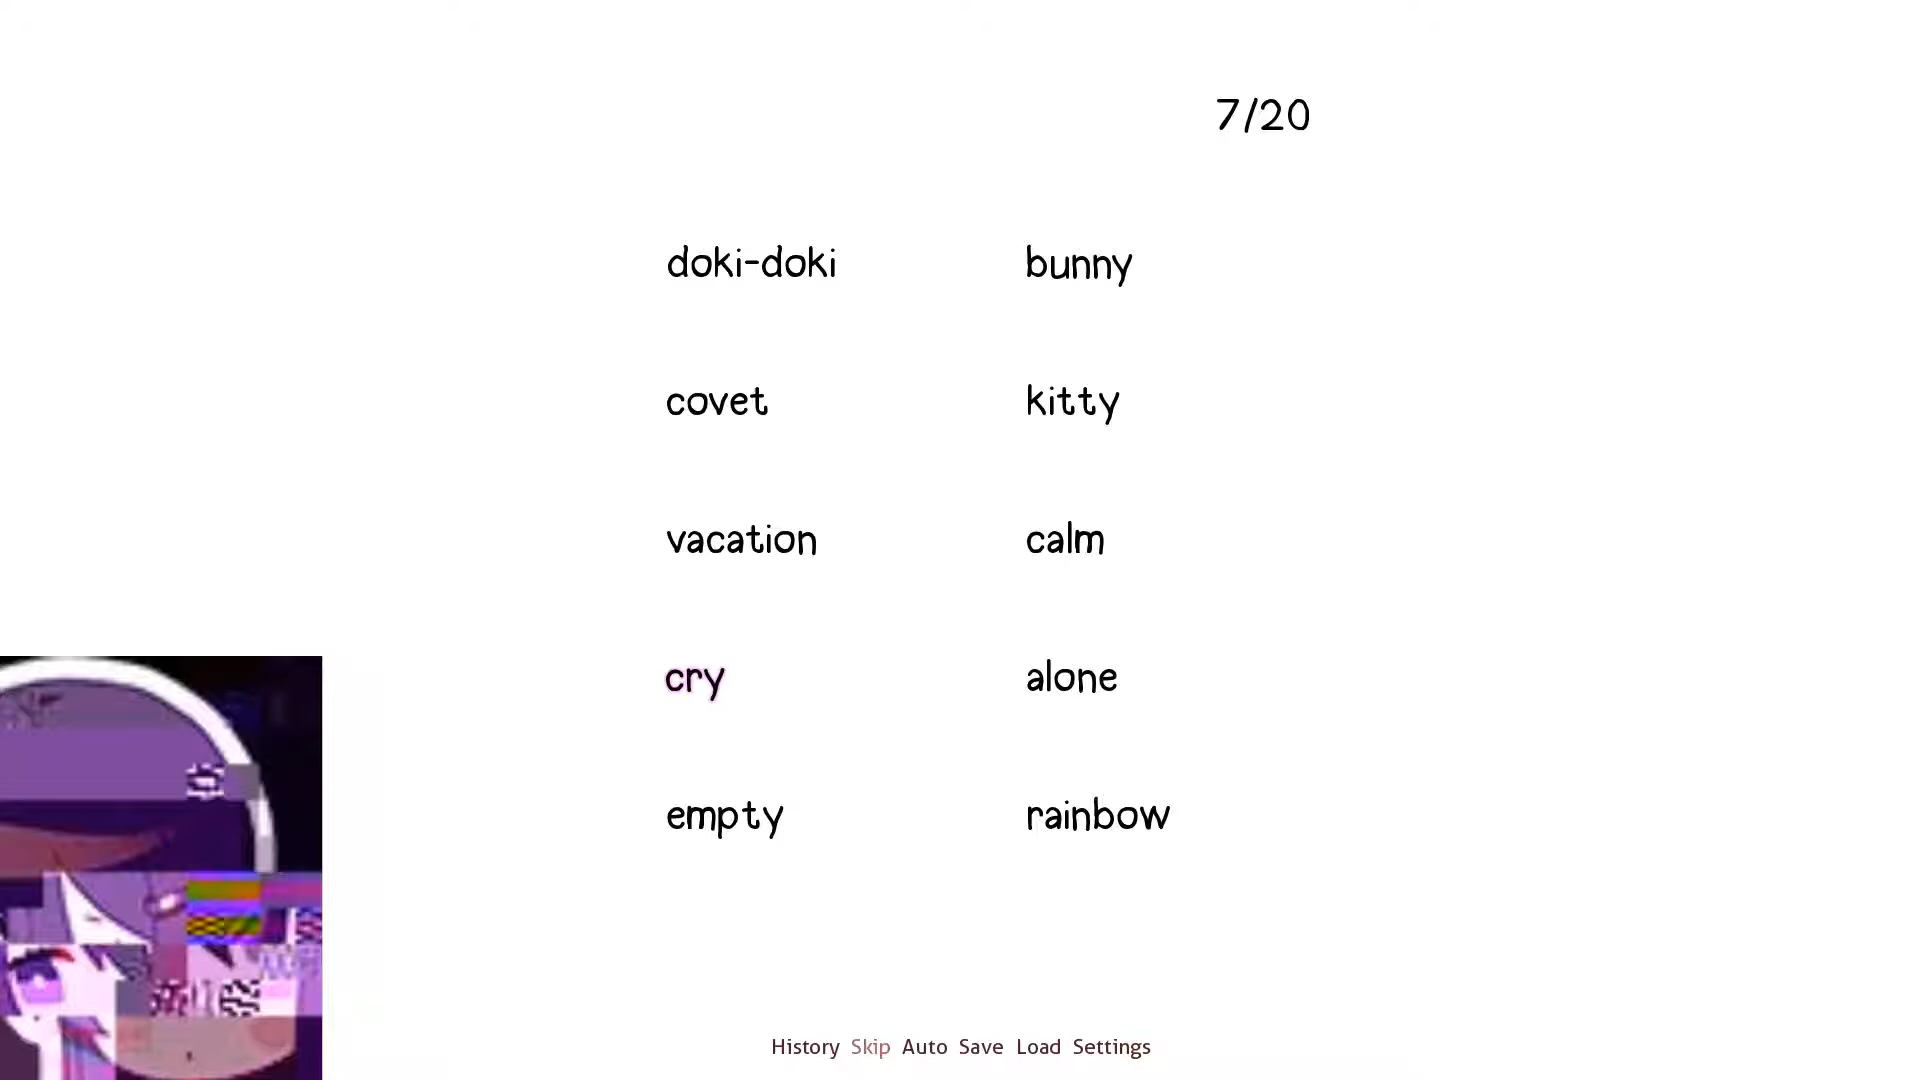 7/20
doki-doki bunny
covet kitty
vacation calm
cry alone
empty rainbow
History Skip Auto Save Load Settings